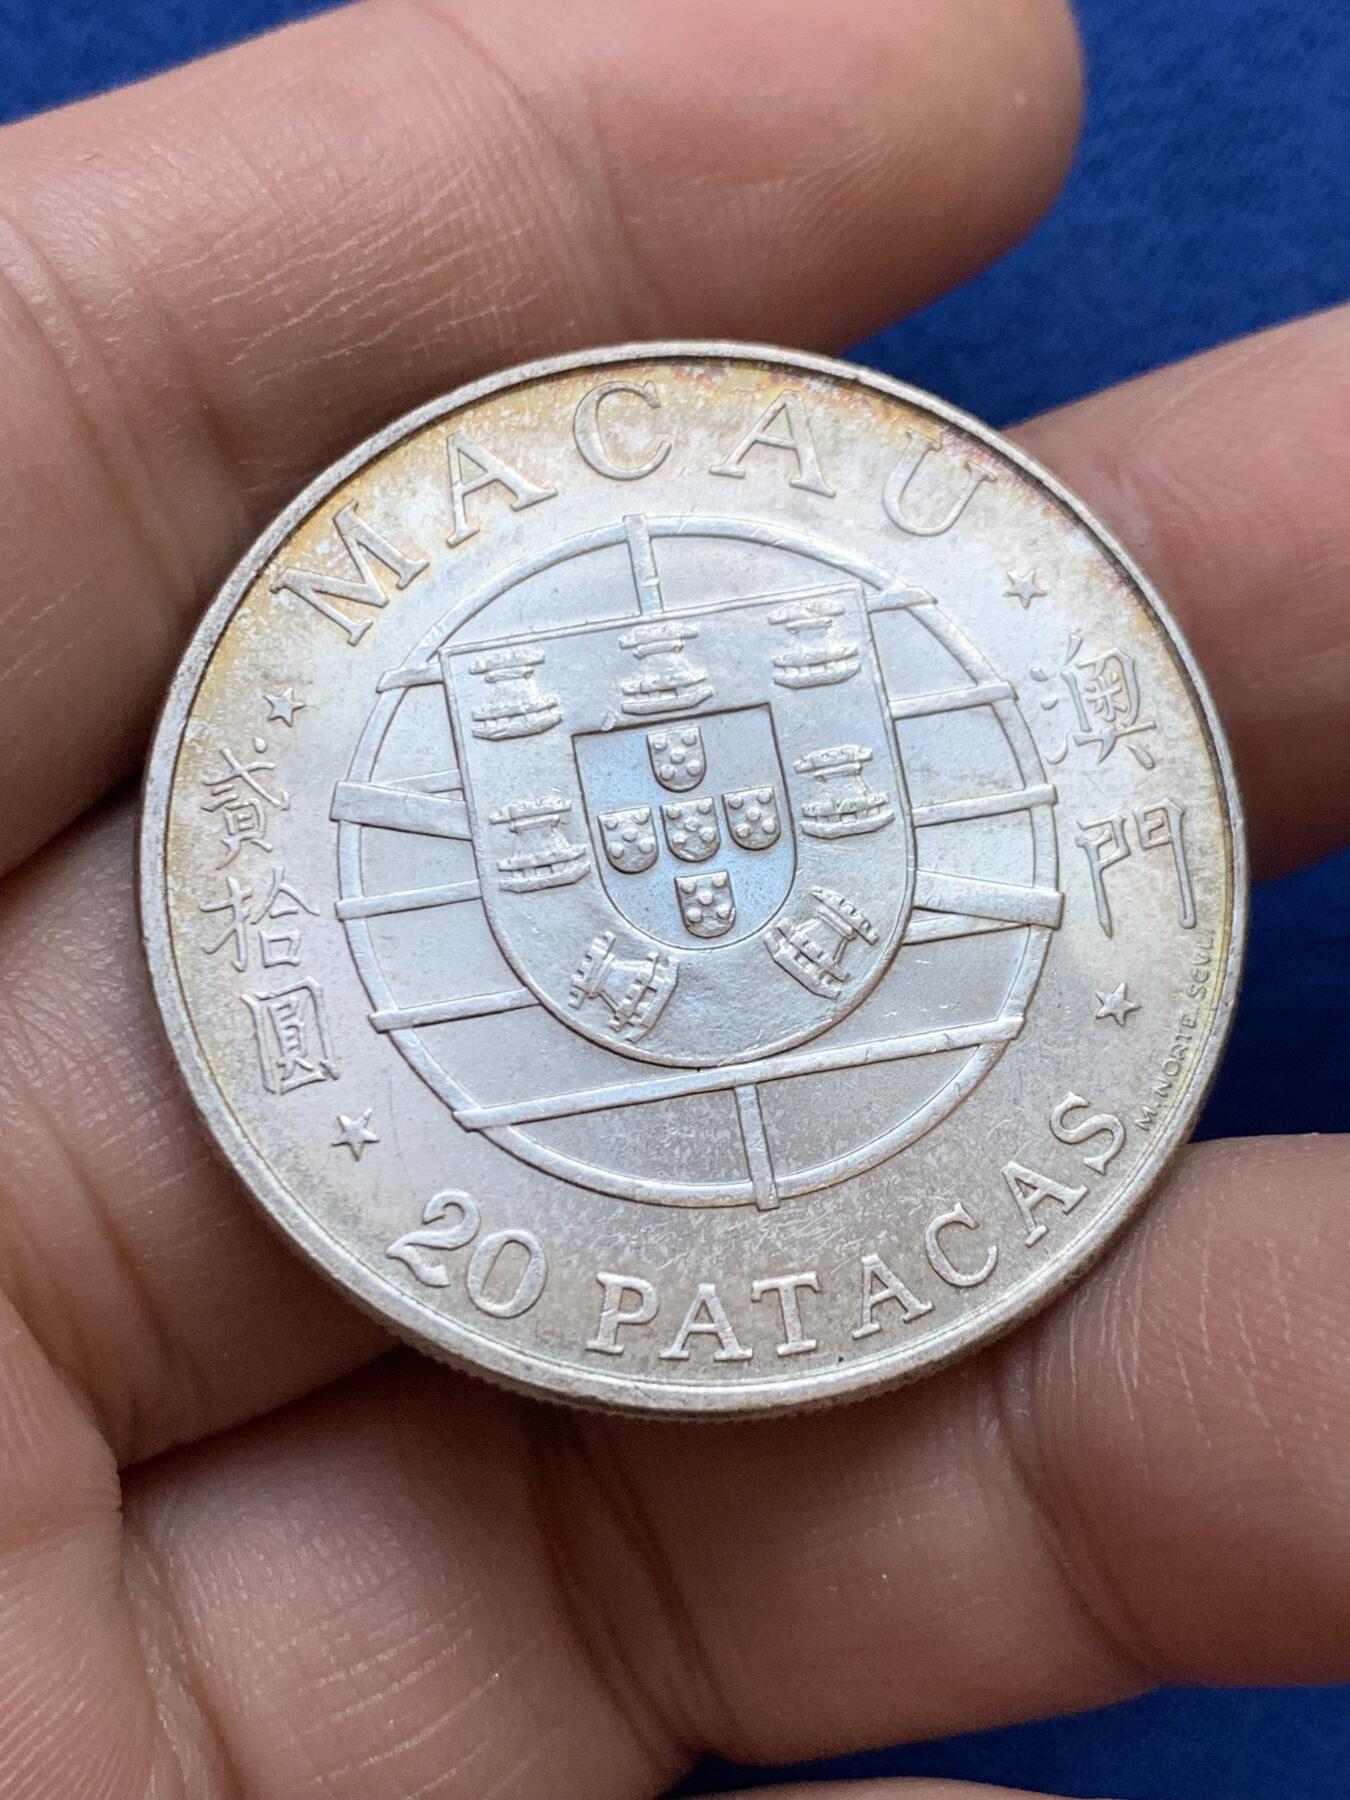 MACAU
澳門
貳拾圓
20 PATACAS
M. NORTE. SCVL.